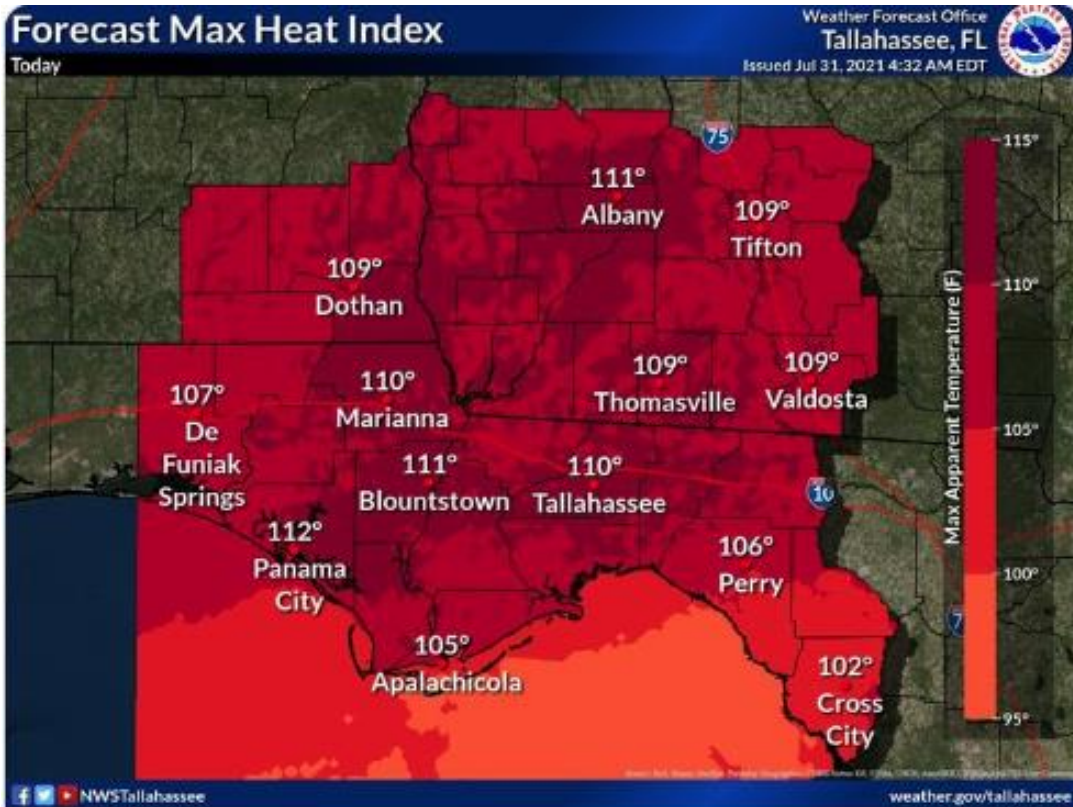 Forecast Max Heat Index
Today
Weather Forecast Office
Tallahassee, FL
Issued Jul 31, 2021 4:32 AM EDT
75
111°
Albany
109°
Tifton
109°
Dothan
109°
Thomasville
109°
Valdosta
107°
De
Funiak
Springs
110°
Marianna
111°
Blountstown
110°
Tallahassee
10
112°
Panama
City
106°
Perry
105°
Apalachicola
102°
Cross
City
Max Apparent Temperature (F)
115°
110°
105°
100°
95°
NWSTallahassee
weather.gov/tallahassee